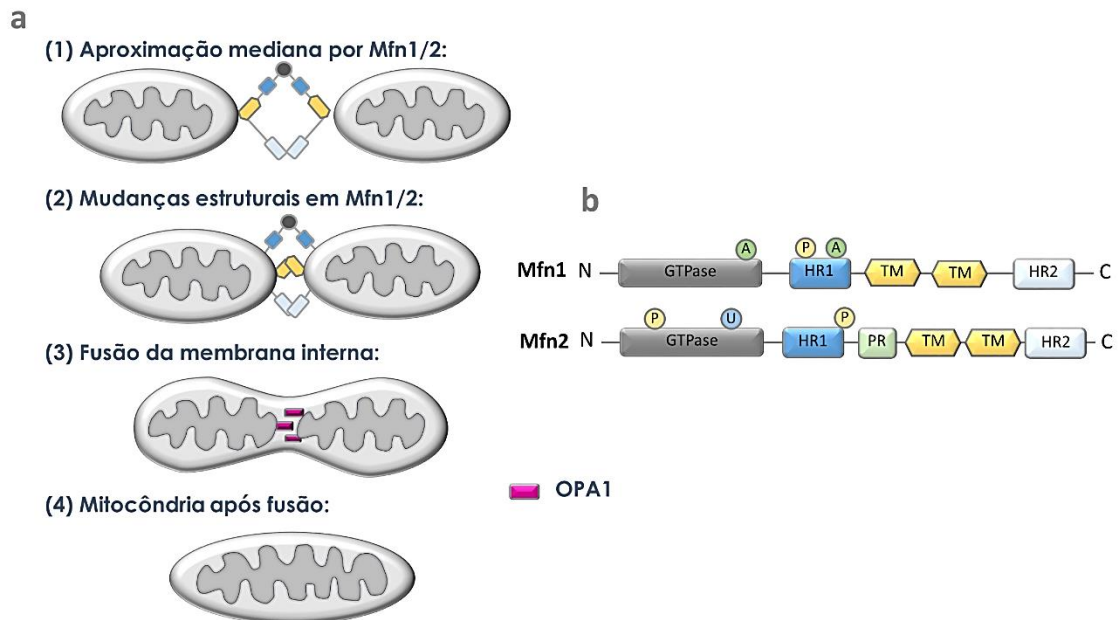 a
(1) Aproximação mediana por Mfn1/2:
(2) Mudanças estruturais em Mfn1/2:
(3) Fusão da membrana interna:
(4) Mitocôndria após fusão:
b
A P A
Mfn1 N GTPase HR1 TM TM HR2 C
P U P
Mfn2 N GTPase HR1 PR TM TM HR2 C
OPA1